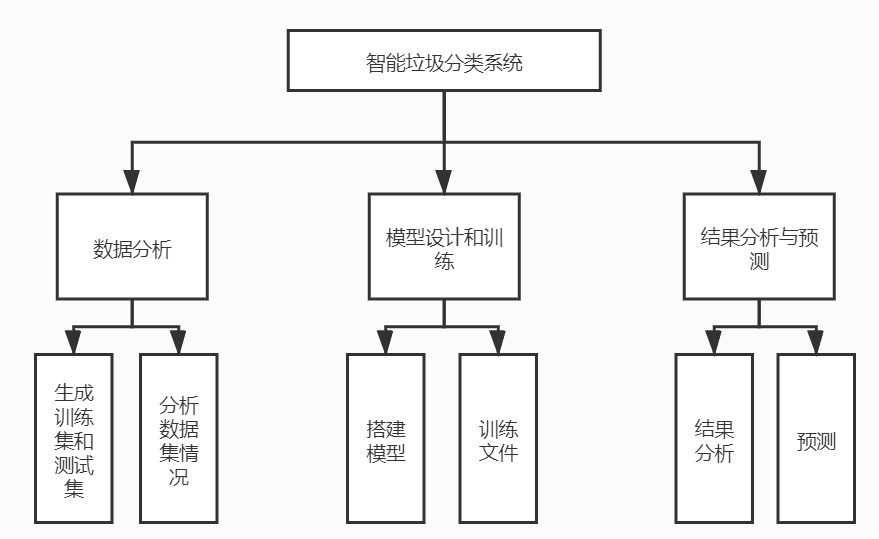 智能垃圾分类系统
数据分析
模型设计和训
练
结果分析与预
测
生成
训练
集和
测试
集
分析
数据
集情
况
搭建
模型
训练
文件
结果
分析
预测